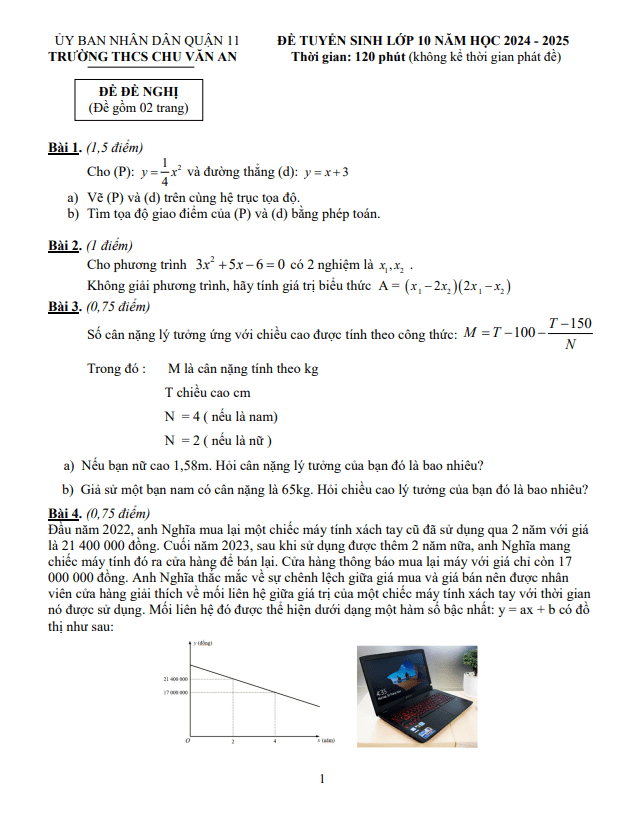 ỦY BAN NHÂN DÂN QUẬN 11
ĐỀ TUYỂN SINH LỚP 10 NĂM HỌC 2024 - 2025
TRƯỜNG THCS CHU VĂN AN
Thời gian: 120 phút (không kể thời gian phát đề)
ĐỀ ĐỀ NGHỊ
(Đề gồm 02 trang)
Bài 1. (1,5 điểm)
Cho (P): y = 1/4 x² và đường thẳng (d): y = x + 3
a) Vẽ (P) và (d) trên cùng hệ trục tọa độ.
b) Tìm tọa độ giao điểm của (P) và (d) bằng phép toán.
Bài 2. (1 điểm)
Cho phương trình 3x² + 5x − 6 = 0 có 2 nghiệm là x₁, x₂ .
Không giải phương trình, hãy tính giá trị biểu thức A = (x₁ − 2x₂)(2x₁ − x₂)
Bài 3. (0,75 điểm)
Số cân nặng lý tưởng ứng với chiều cao được tính theo công thức: M = T − 100 − (T − 150)/N
Trong đó : M là cân nặng tính theo kg
T chiều cao cm
N = 4 ( nếu là nam)
N = 2 ( nếu là nữ )
a) Nếu bạn nữ cao 1,58m. Hỏi cân nặng lý tưởng của bạn đó là bao nhiêu?
b) Giả sử một bạn nam có cân nặng là 65kg. Hỏi chiều cao lý tưởng của bạn đó là bao nhiêu?
Bài 4. (0,75 điểm)
Đầu năm 2022, anh Nghĩa mua lại một chiếc máy tính xách tay cũ đã sử dụng qua 2 năm với giá
là 21 400 000 đồng. Cuối năm 2023, sau khi sử dụng được thêm 2 năm nữa, anh Nghĩa mang
chiếc máy tính đó ra cửa hàng để bán lại. Cửa hàng thông báo mua lại máy với giá chỉ còn 17
000 000 đồng. Anh Nghĩa thắc mắc về sự chênh lệch giữa giá mua và giá bán nên được nhân
viên cửa hàng giải thích về mối liên hệ giữa giá trị của một chiếc máy tính xách tay với thời gian
nó được sử dụng. Mối liên hệ đó được thể hiện dưới dạng một hàm số bậc nhất: y = ax + b có đồ
thị như sau:
y (đồng)
21 400 000
17 000 000
O 2 4 x (năm)
1